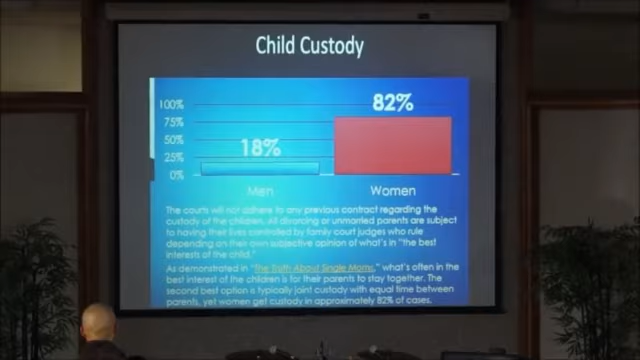 Child Custody
100%
75%
50%
25%
0%
18%
82%
Men
Women
The courts will not adhere to any previous contract regarding the
custody of the children. All divorcing or unmarried parents are subject
to having their lives controlled by family court judges who rule
depending on their own subjective opinion of what's in "the best
interests of the child."
As demonstrated in "The Truth About Single Moms," what's often in the
best interest of the children is for their parents to stay together. The
second best option is typically joint custody with equal time between
parents, yet women get custody in approximately 82% of cases.